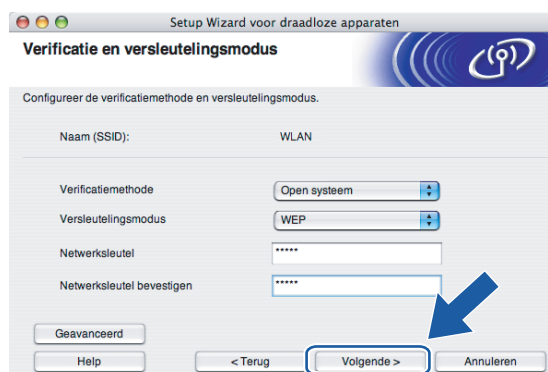 Setup Wizard voor draadloze apparaten
Verificatie en versleutelingsmodus
Configureer de verificatiemethode en versleutelingsmodus.
Naam (SSID): WLAN
Verificatiemethode Open systeem
Versleutelingsmodus WEP
Netwerksleutel *****
Netwerksleutel bevestigen *****
Geavanceerd
Help < Terug Volgende > Annuleren